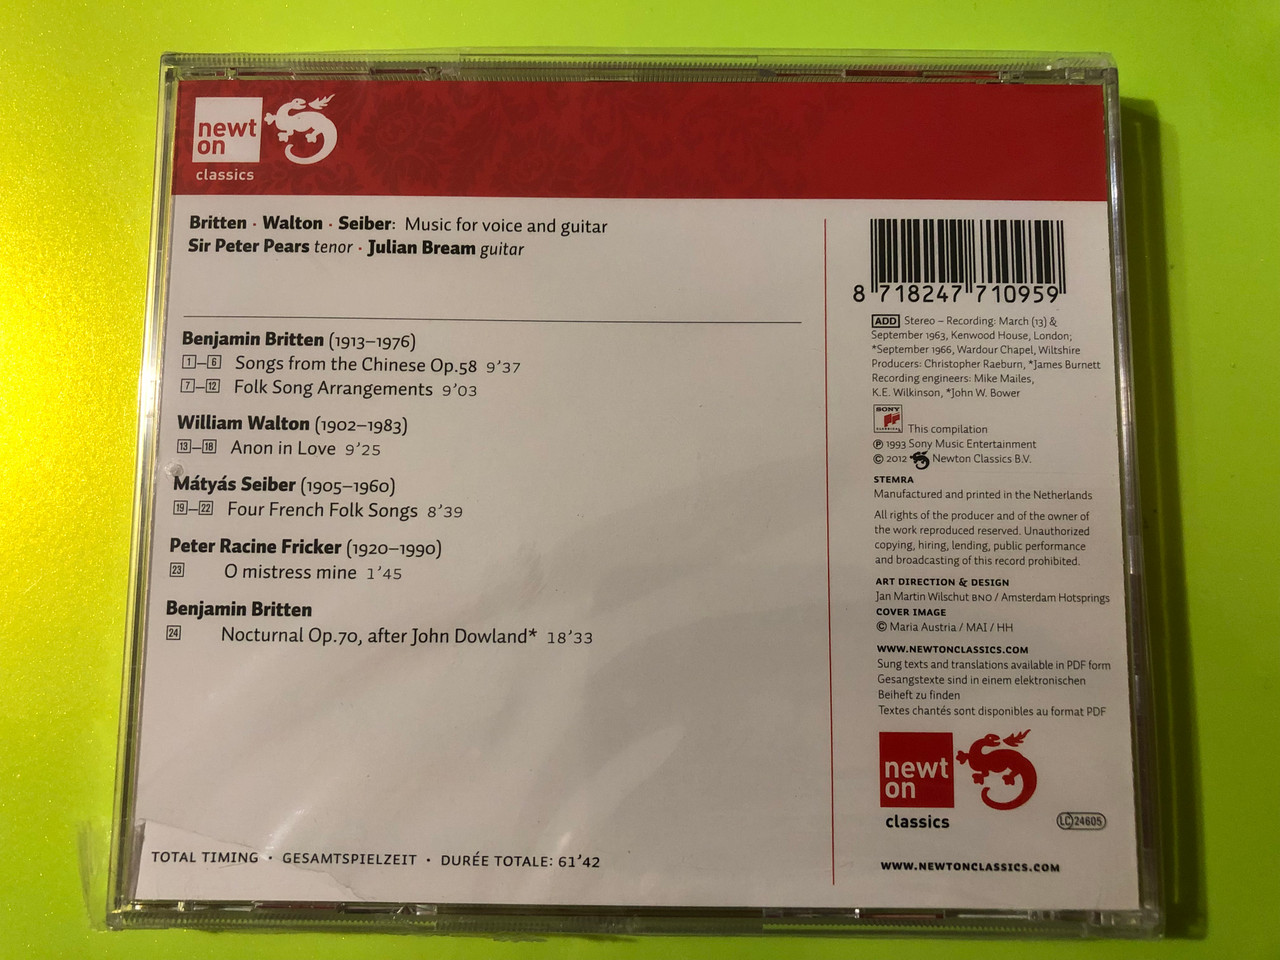 newt
on
classics
Britten · Walton · Seiber: Music for voice and guitar
Sir Peter Pears tenor · Julian Bream guitar
Benjamin Britten (1913–1976)
1–6 Songs from the Chinese Op.58 9’37
7–12 Folk Song Arrangements 9’03
William Walton (1902–1983)
13–18 Anon in Love 9’25
Mátyás Seiber (1905–1960)
19–22 Four French Folk Songs 8’39
Peter Racine Fricker (1920–1990)
23 O mistress mine 1’45
Benjamin Britten
24 Nocturnal Op.70, after John Dowland* 18’33
TOTAL TIMING · GESAMTSPIELZEIT · DURÉE TOTALE: 61’42
8 718247 710959
ADD Stereo – Recording: March (13) &
September 1963, Kenwood House, London;
*September 1966, Wardour Chapel, Wiltshire
Producers: Christopher Raeburn, *James Burnett
Recording engineers: Mike Mailes,
K.E. Wilkinson, *John W. Bower
SONY
CLASSICAL
This compilation
℗ 1993 Sony Music Entertainment
© 2012 Newton Classics B.V.
STEMRA
Manufactured and printed in the Netherlands
All rights of the producer and of the owner of
the work reproduced reserved. Unauthorized
copying, hiring, lending, public performance
and broadcasting of this record prohibited.
ART DIRECTION & DESIGN
Jan Martin Wilschut BNO / Amsterdam Hotsprings
COVER IMAGE
© Maria Austria / MAI / HH
WWW.NEWTONCLASSICS.COM
Sung texts and translations available in PDF form
Gesangstexte sind in einem elektronischen
Beiheft zu finden
Textes chantés sont disponibles au format PDF
newt
on
classics
LC 24605
WWW.NEWTONCLASSICS.COM